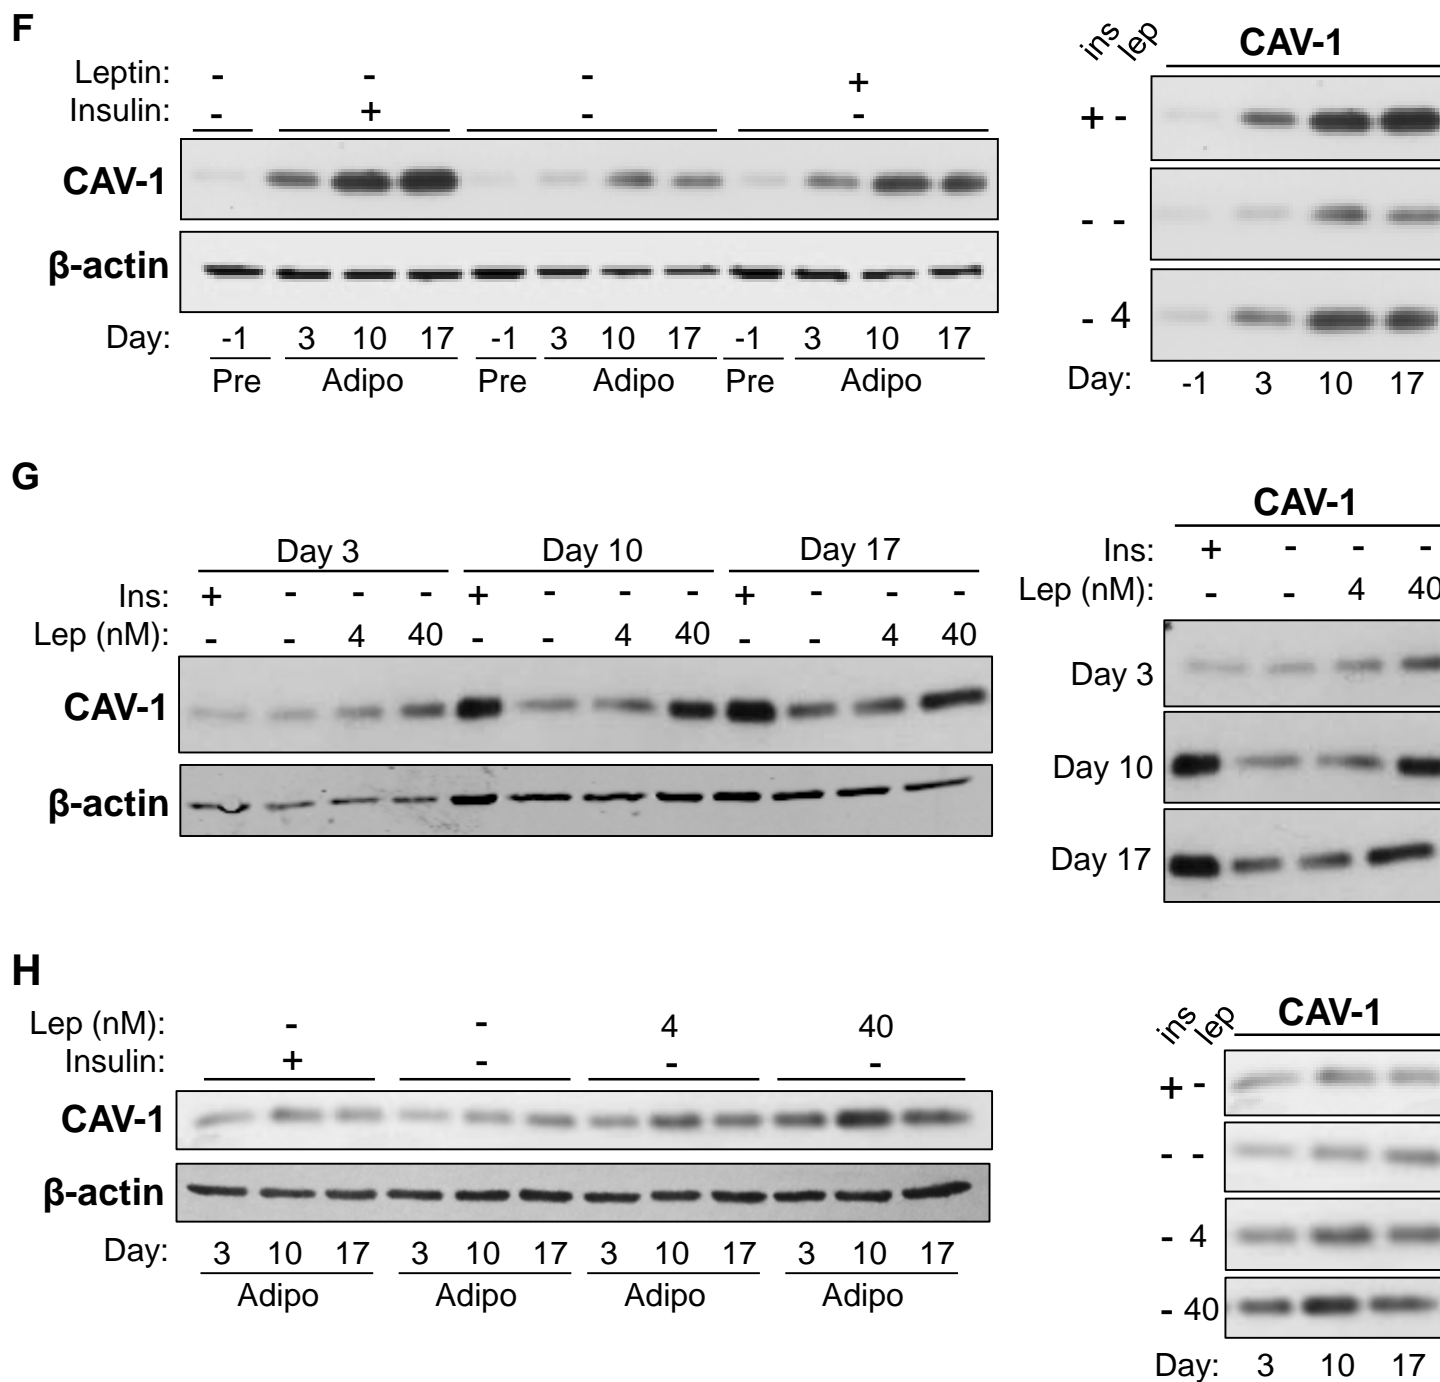 F
Leptin: - - - +
Insulin: - + - -
CAV-1
β-actin
Day: -1 3 10 17 -1 3 10 17 -1 3 10 17
Pre Adipo Pre Adipo Pre Adipo
ins lep CAV-1
+ -
- -
- 4
Day: -1 3 10 17
G
Day 3 Day 10 Day 17
Ins: + - - - + - - - + - - -
Lep (nM): - - 4 40 - - 4 40 - - 4 40
CAV-1
β-actin
CAV-1
Ins: + - - -
Lep (nM): - - 4 40
Day 3
Day 10
Day 17
H
Lep (nM): - - 4 40
Insulin: + - - -
CAV-1
β-actin
Day: 3 10 17 3 10 17 3 10 17 3 10 17
Adipo Adipo Adipo Adipo
ins lep CAV-1
+ -
- -
- 4
- 40
Day: 3 10 17